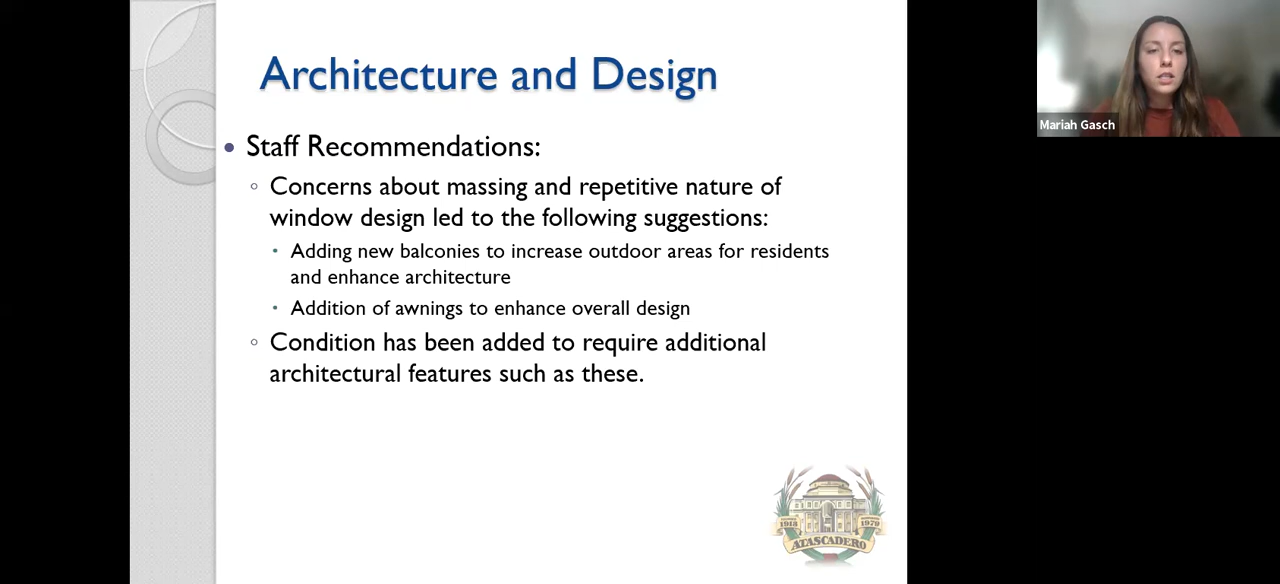 Architecture and Design
Mariah Gasch
• Staff Recommendations:
◦ Concerns about massing and repetitive nature of
window design led to the following suggestions:
• Adding new balconies to increase outdoor areas for residents
and enhance architecture
• Addition of awnings to enhance overall design
◦ Condition has been added to require additional
architectural features such as these.
1913
1979
ATASCADERO